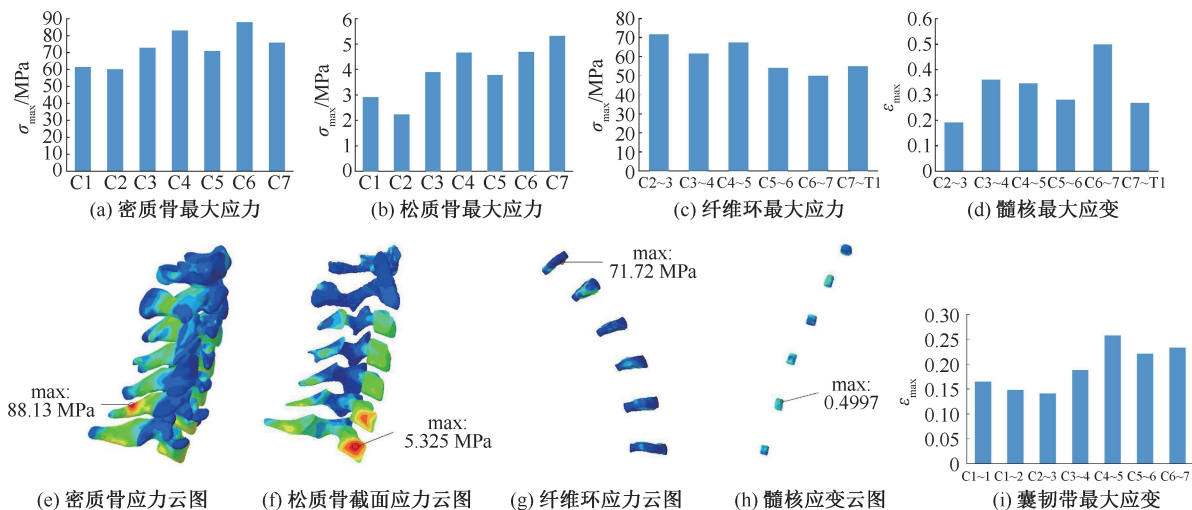 90
80
70
60
50
40
30
20
10
0
σmax/MPa
C1 C2 C3 C4 C5 C6 C7
(a) 密质骨最大应力
6
5
4
3
2
1
0
σmax/MPa
C1 C2 C3 C4 C5 C6 C7
(b) 松质骨最大应力
80
70
60
50
40
30
20
10
0
σmax/MPa
C2~3 C3~4 C4~5 C5~6 C6~7 C7~T1
(c) 纤维环最大应力
0.6
0.5
0.4
0.3
0.2
0.1
0
εmax
C2~3 C3~4 C4~5 C5~6 C6~7 C7~T1
(d) 髓核最大应变
max:
88.13 MPa
(e) 密质骨应力云图
max:
5.325 MPa
(f) 松质骨截面应力云图
max:
71.72 MPa
(g) 纤维环应力云图
max:
0.4997
(h) 髓核应变云图
0.30
0.25
0.20
0.15
0.10
0.05
0
εmax
C1~1 C1~2 C2~3 C3~4 C4~5 C5~6 C6~7
(i) 囊韧带最大应变